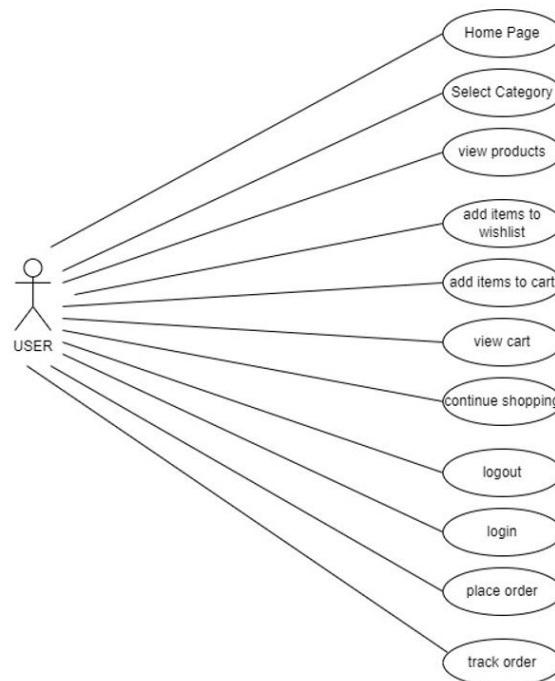 Home Page
Select Category
view products
add items to
wishlist
add items to cart
USER
view cart
continue shopping
logout
login
place order
track order